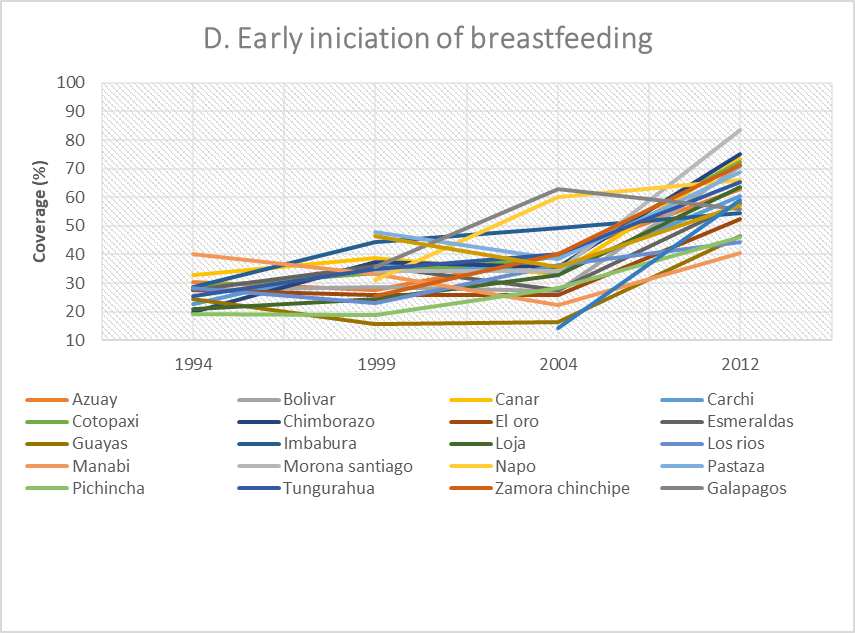 D. Early iniciation of breastfeeding
100
90
80
70
60
50
40
30
20
10
Coverage (%)
1994 1999 2004 2012
Azuay Bolivar Canar Carchi
Cotopaxi Chimborazo El oro Esmeraldas
Guayas Imbabura Loja Los rios
Manabi Morona santiago Napo Pastaza
Pichincha Tungurahua Zamora chinchipe Galapagos